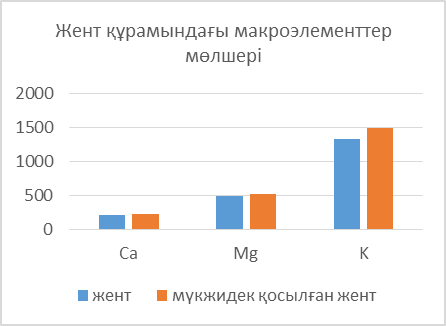 Жент құрамындағы макроэлементтер
мөлшері
2000
1500
1000
500
0
Ca
Mg
K
жент
мүкжидек қосылған жент